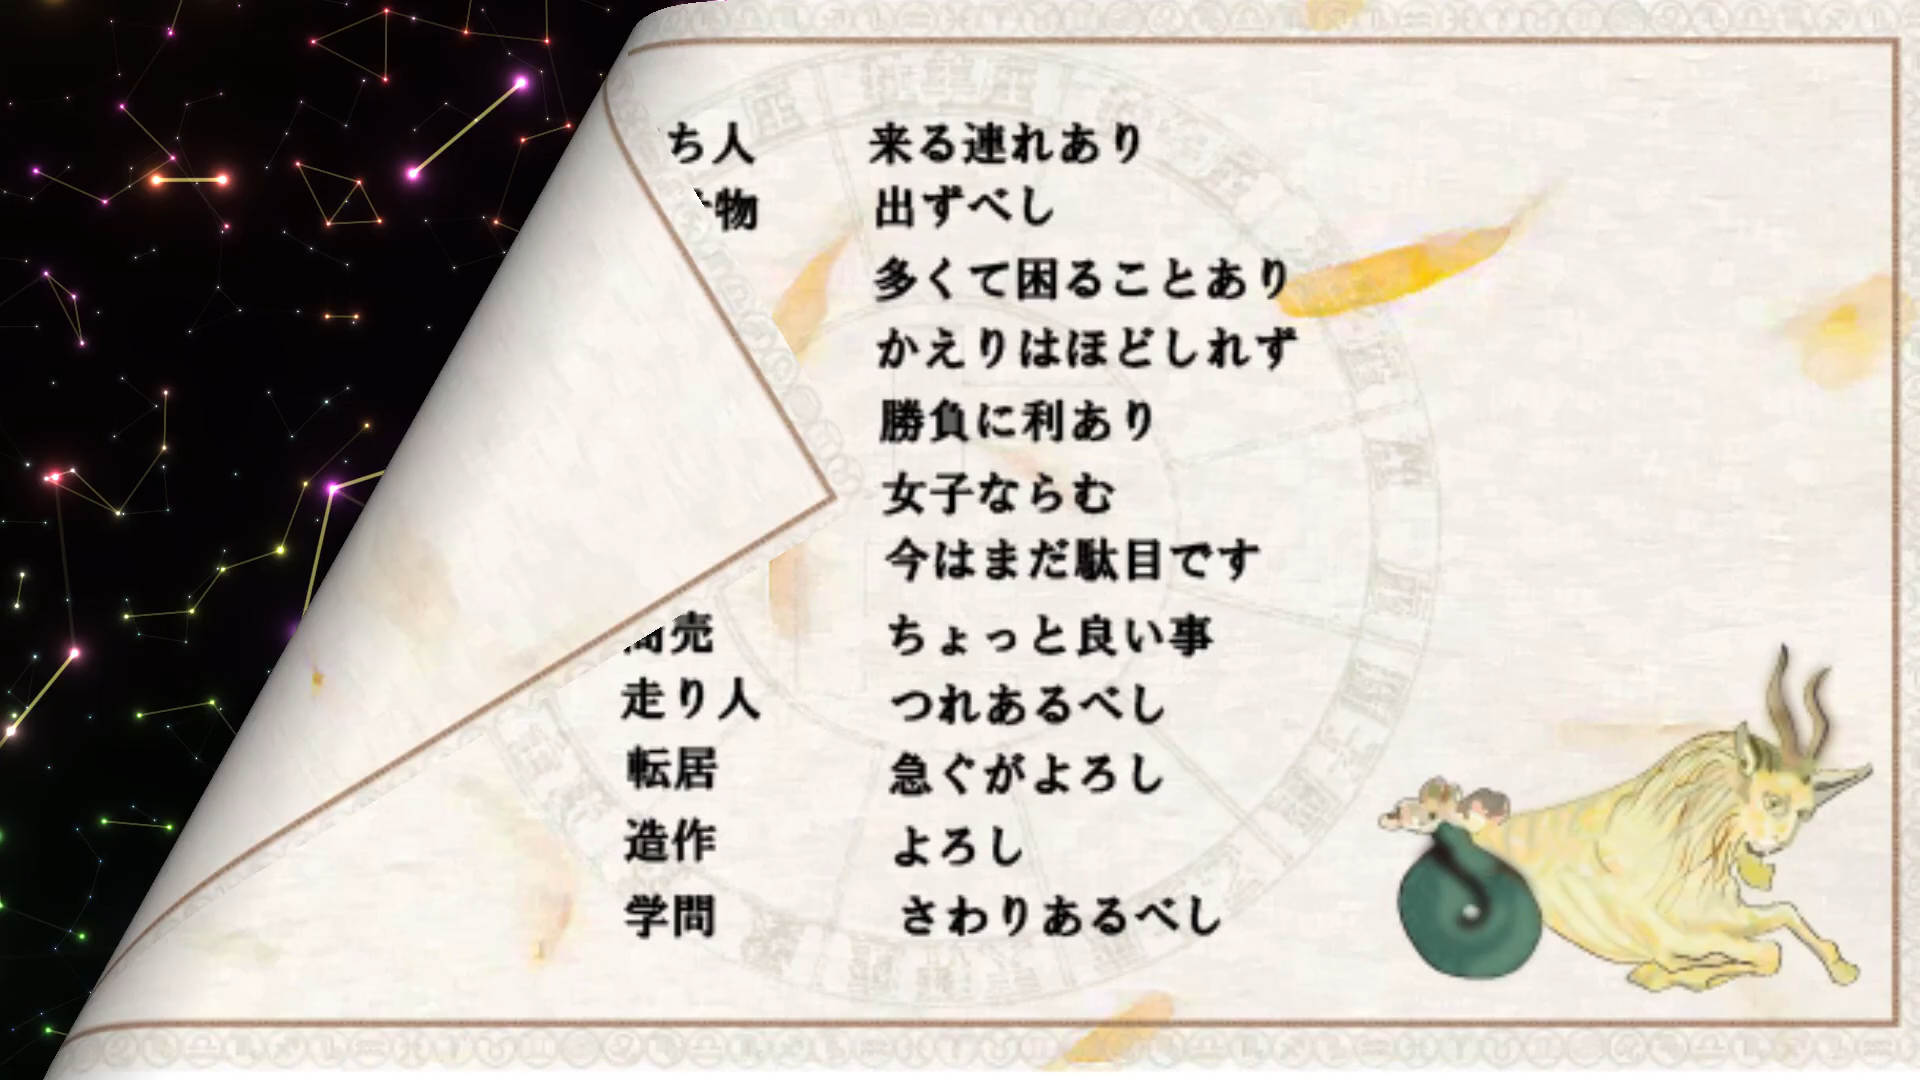 ち人 来る連れあり
物 出ずべし
多くて困ることあり
かえりはほどしれず
勝負に利あり
女子ならむ
今はまだ駄目です
商売 ちょっと良い事
走り人 つれあるべし
転居 急ぐがよろし
造作 よろし
学問 さわりあるべし